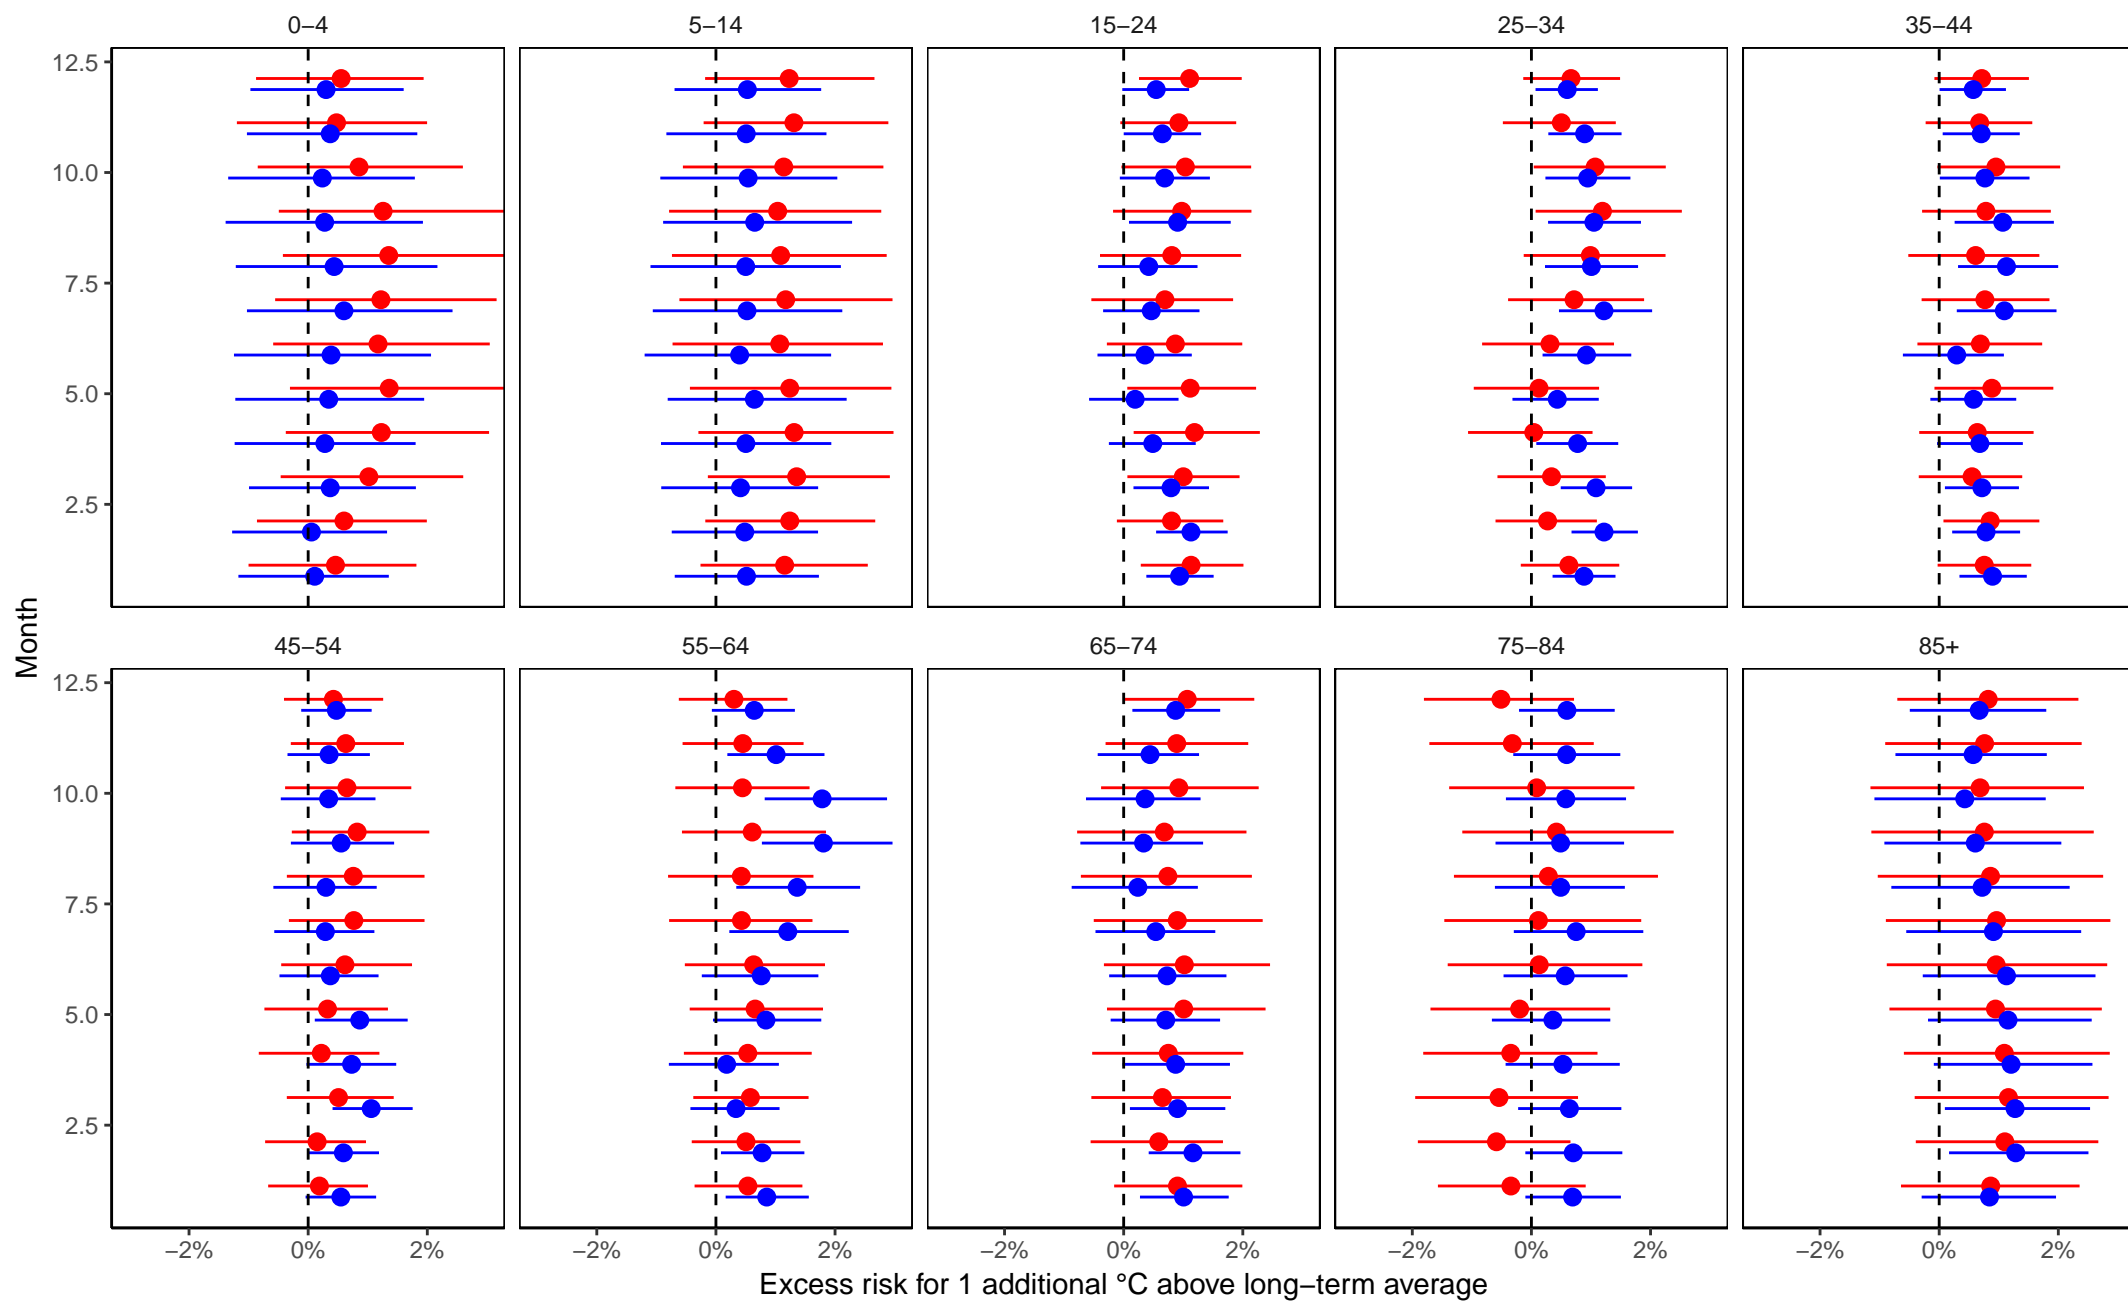 0−4 5−14 15−24 25−34 35−44
12.5
10.0
7.5
5.0
2.5
Month
45−54 55−64 65−74 75−84 85+
12.5
10.0
7.5
5.0
2.5
−2% 0% 2% −2% 0% 2% −2% 0% 2% −2% 0% 2% −2% 0% 2%
Excess risk for 1 additional °C above long−term average